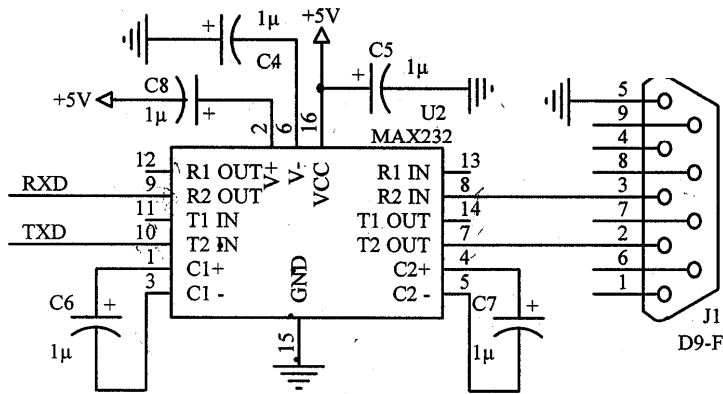 +5V
1μ
C4
C5
1μ
+5V
C8
1μ
2
6
16
U2
MAX232
5
9
4
8
3
7
2
6
1
J1
D9-F
RXD
TXD
12
9
11
10
1
3
R1 OUT
R2 OUT
T1 IN
T2 IN
C1+
C1 -
V+
V-
VCC
GND
R1 IN
R2 IN
T1 OUT
T2 OUT
C2+
C2 -
13
8
14
7
4
5
C6
1μ
C7
1μ
15